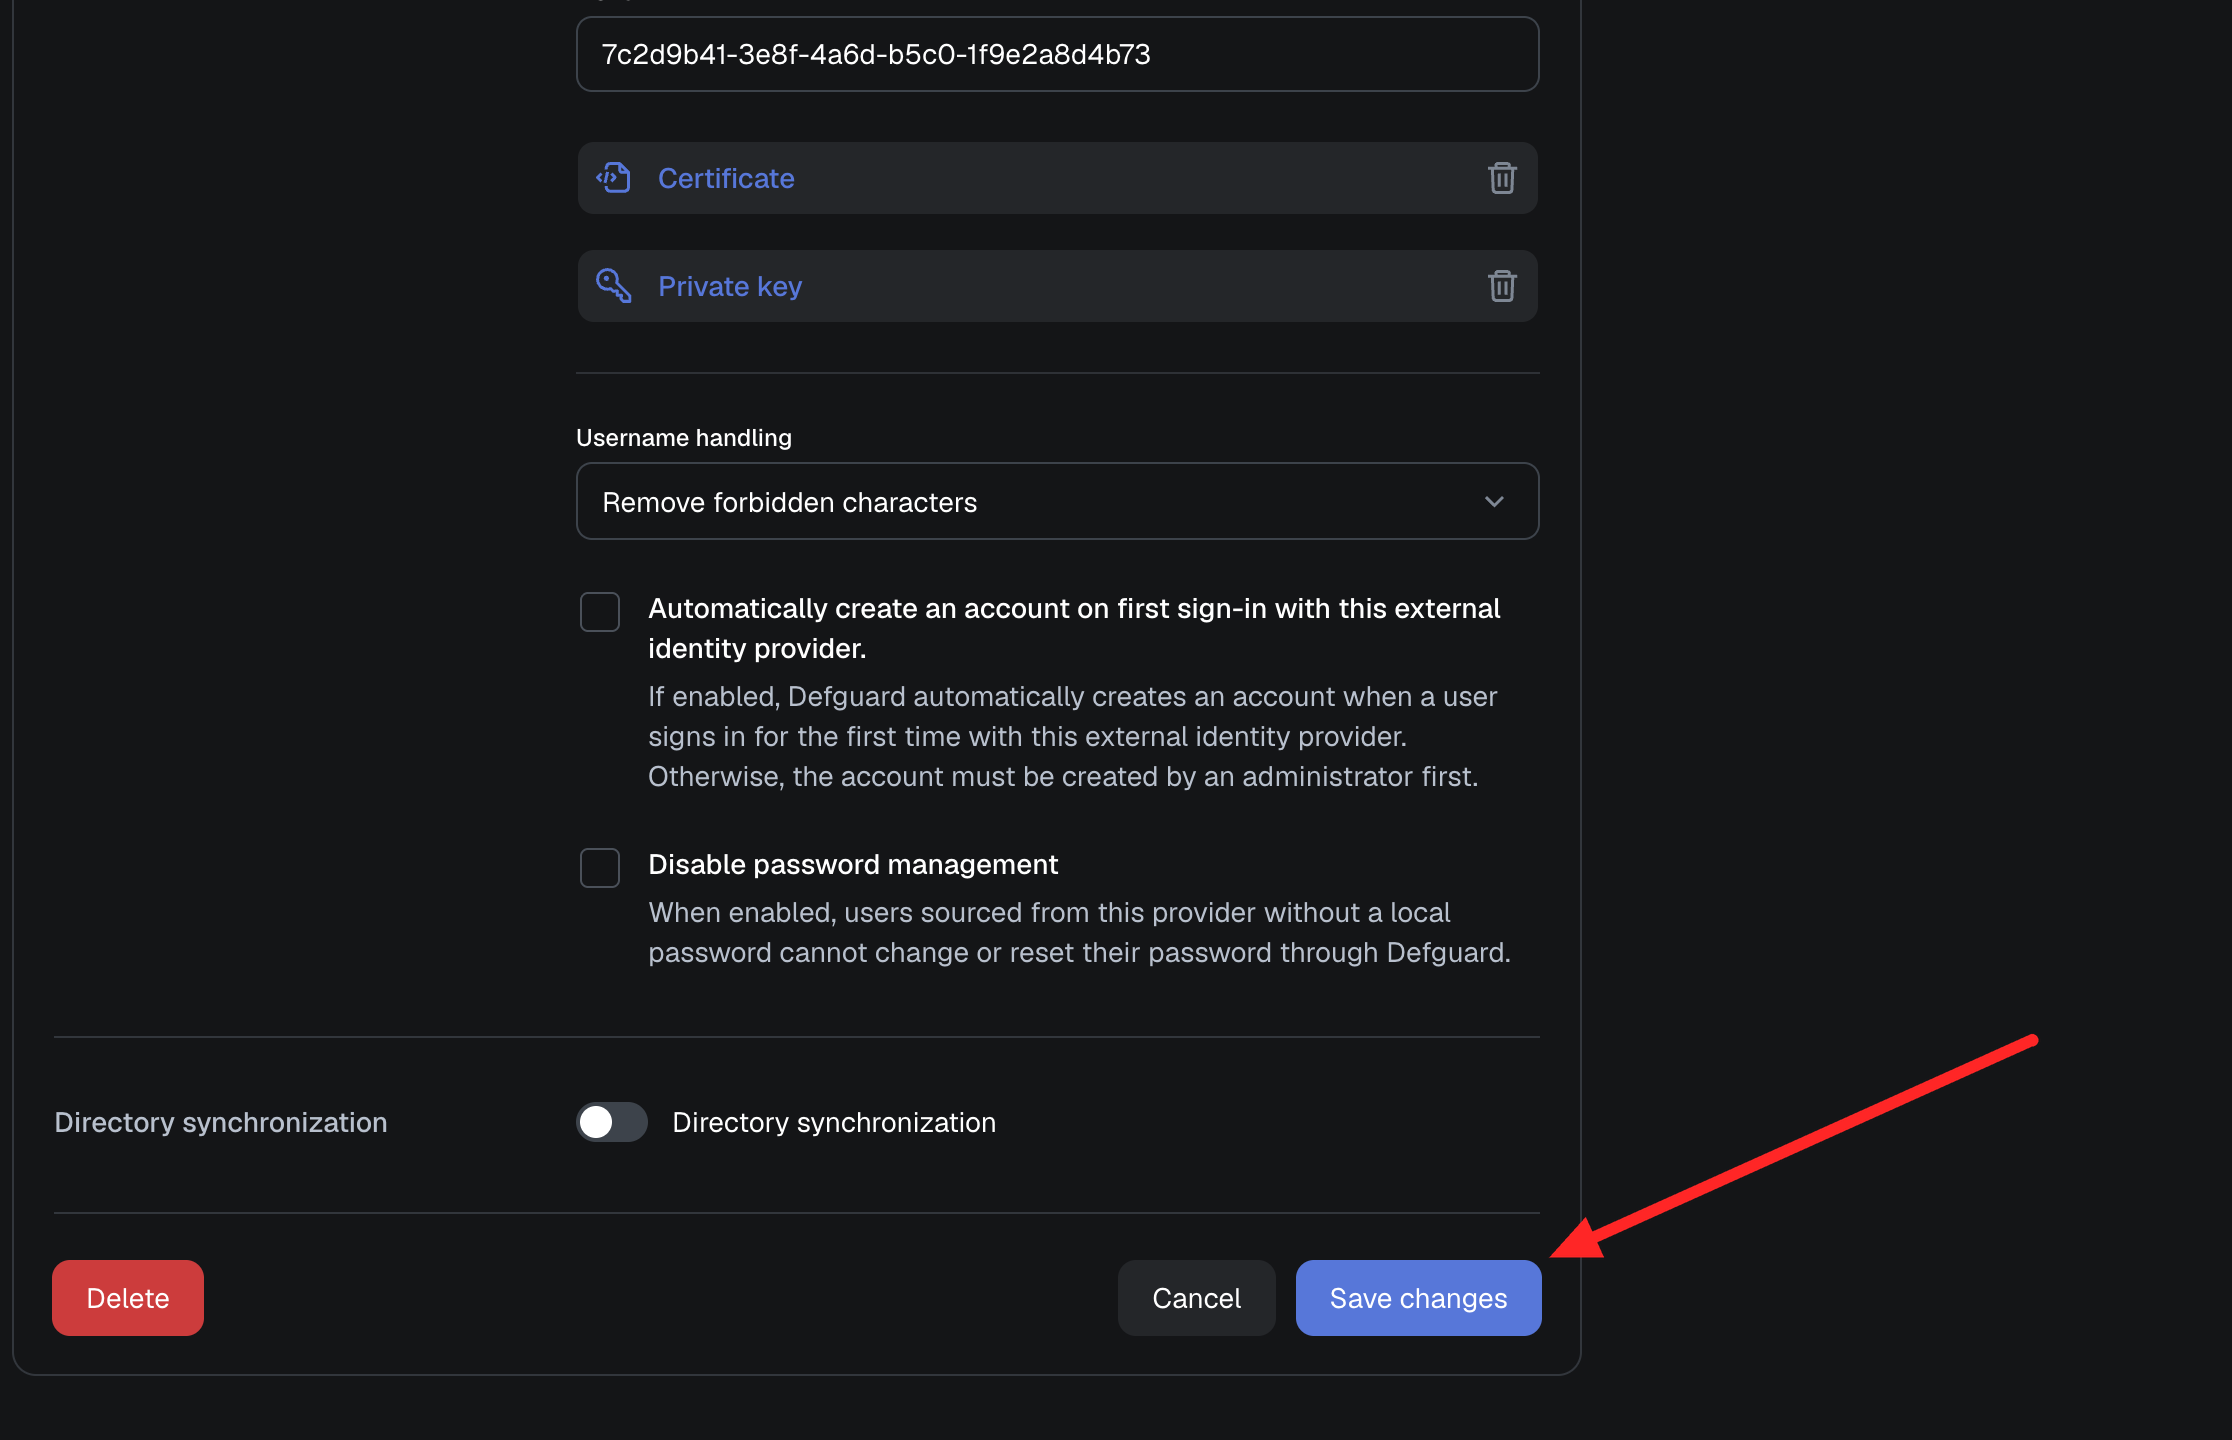 7c2d9b41-3e8f-4a6d-b5c0-1f9e2a8d4b73
Certificate
Private key
Username handling
Remove forbidden characters
Automatically create an account on first sign-in with this external
identity provider.
If enabled, Defguard automatically creates an account when a user
signs in for the first time with this external identity provider.
Otherwise, the account must be created by an administrator first.
Disable password management
When enabled, users sourced from this provider without a local
password cannot change or reset their password through Defguard.
Directory synchronization
Directory synchronization
Delete
Cancel
Save changes